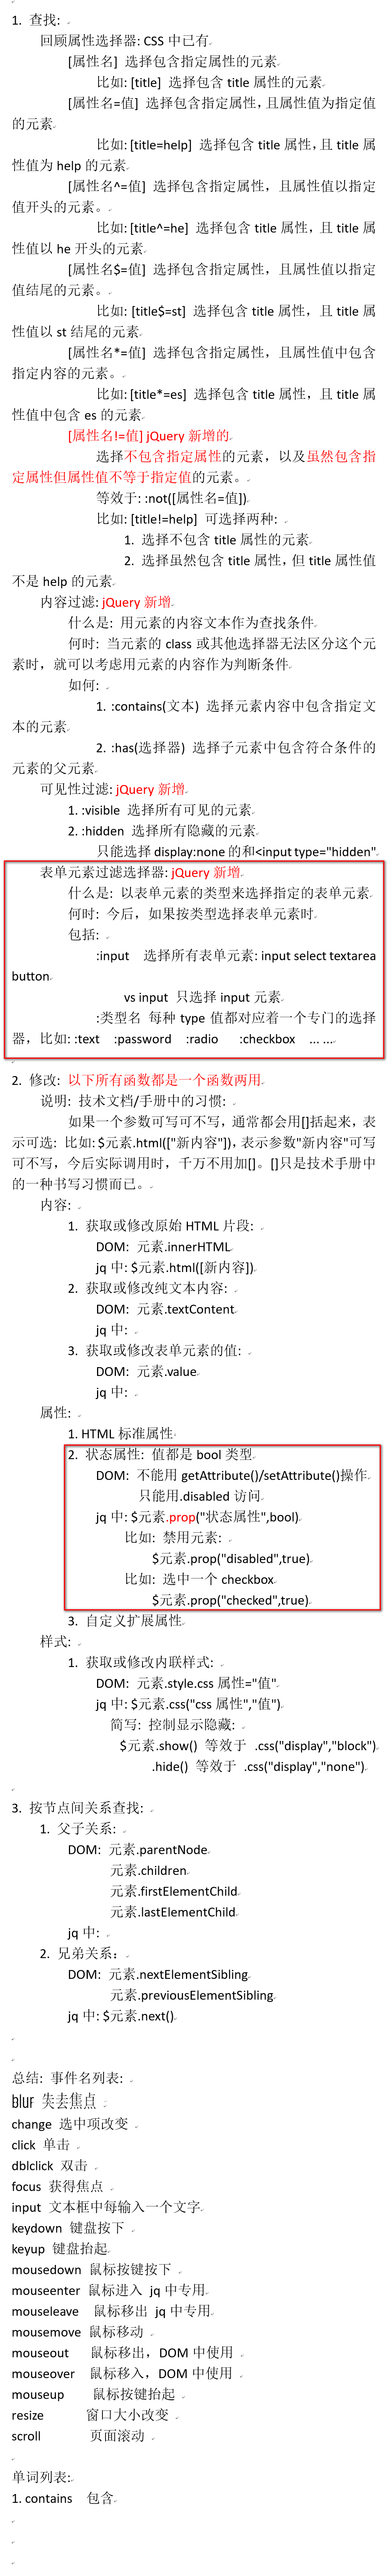 1. 查找:
回顾属性选择器: CSS 中已有
[属性名] 选择包含指定属性的元素
比如: [title] 选择包含 title 属性的元素
[属性名=值] 选择包含指定属性, 且属性值为指定值
的元素
比如: [title=help] 选择包含 title 属性, 且 title 属
性值为 help 的元素
[属性名^=值] 选择包含指定属性，且属性值以指定
值开头的元素。
比如: [title^=he] 选择包含 title 属性，且 title 属
性值以 he 开头的元素
[属性名$=值] 选择包含指定属性，且属性值以指定
值结尾的元素。
比如: [title$=st] 选择包含 title 属性，且 title 属
性值以 st 结尾的元素
[属性名*=值] 选择包含指定属性，且属性值中包含
指定内容的元素。
比如: [title*=es] 选择包含 title 属性，且 title 属
性值中包含 es 的元素
[属性名!=值] jQuery 新增的
选择不包含指定属性的元素，以及虽然包含指
定属性但属性值不等于指定值的元素。
等效于: :not([属性名=值])
比如: [title!=help] 可选择两种:
1. 选择不包含 title 属性的元素
2. 选择虽然包含 title 属性, 但 title 属性值
不是 help 的元素
内容过滤: jQuery 新增
什么是: 用元素的内容文本作为查找条件
何时: 当元素的 class 或其他选择器无法区分这个元
素时，就可以考虑用元素的内容作为判断条件
如何:
1. :contains(文本) 选择元素内容中包含指定文
本的元素
2. :has(选择器) 选择子元素中包含符合条件的
元素的父元素
可见性过滤: jQuery 新增
1. :visible 选择所有可见的元素
2. :hidden 选择所有隐藏的元素
只能选择 display:none 的和<input type="hidden"
表单元素过滤选择器: jQuery 新增
什么是: 以表单元素的类型来选择指定的表单元素
何时: 今后，如果按类型选择表单元素时
包括:
:input 选择所有表单元素: input select textarea
button
vs input 只选择 input 元素
:类型名 每种 type 值都对应着一个专门的选择
器，比如: :text :password :radio :checkbox ... ...
2. 修改: 以下所有函数都是一个函数两用
说明: 技术文档/手册中的习惯:
如果一个参数可写可不写, 通常都会用[]括起来, 表
示可选: 比如: $元素.html(["新内容"]), 表示参数"新内容"可写
可不写，今后实际调用时，千万不用加[]。[]只是技术手册中
的一种书写习惯而已。
内容:
1. 获取或修改原始 HTML 片段:
DOM: 元素.innerHTML
jq 中: $元素.html([新内容])
2. 获取或修改纯文本内容:
DOM: 元素.textContent
jq 中:
3. 获取或修改表单元素的值:
DOM: 元素.value
jq 中:
属性:
1. HTML 标准属性
2. 状态属性: 值都是 bool 类型
DOM: 不能用 getAttribute()/setAttribute()操作
只能用.disabled 访问
jq 中: $元素.prop("状态属性",bool)
比如: 禁用元素:
$元素.prop("disabled",true)
比如: 选中一个 checkbox
$元素.prop("checked",true)
3. 自定义扩展属性
样式:
1. 获取或修改内联样式:
DOM: 元素.style.css 属性="值"
jq 中: $元素.css("css 属性","值")
简写: 控制显示隐藏:
$元素.show() 等效于 .css("display","block")
.hide() 等效于 .css("display","none")
3. 按节点间关系查找:
1. 父子关系:
DOM: 元素.parentNode
元素.children
元素.firstElementChild
元素.lastElementChild
jq 中:
2. 兄弟关系：
DOM: 元素.nextElementSibling
元素.previousElementSibling
jq 中: $元素.next()
总结: 事件名列表:
blur 失去焦点
change 选中项改变
click 单击
dblclick 双击
focus 获得焦点
input 文本框中每输入一个文字
keydown 键盘按下
keyup 键盘抬起
mousedown 鼠标按键按下
mouseenter 鼠标进入 jq 中专用
mouseleave 鼠标移出 jq 中专用
mousemove 鼠标移动
mouseout 鼠标移出，DOM 中使用
mouseover 鼠标移入，DOM 中使用
mouseup 鼠标按键抬起
resize 窗口大小改变
scroll 页面滚动
单词列表:
1. contains 包含